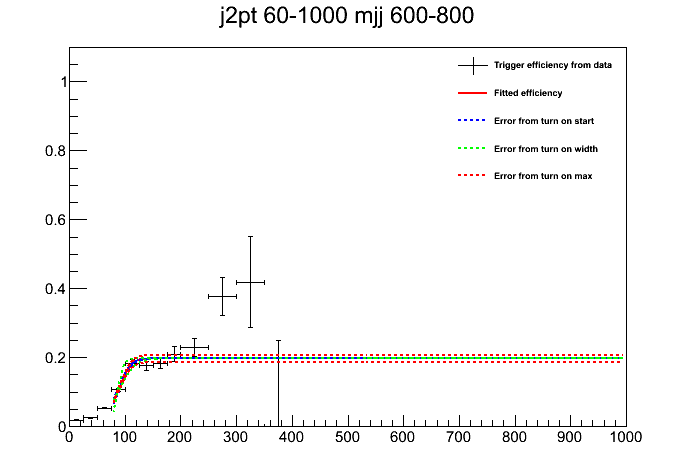 j2pt 60-1000 mjj 600-800
Trigger efficiency from data
Fitted efficiency
Error from turn on start
Error from turn on width
Error from turn on max
1
0.8
0.6
0.4
0.2
0
0 100 200 300 400 500 600 700 800 900 1000